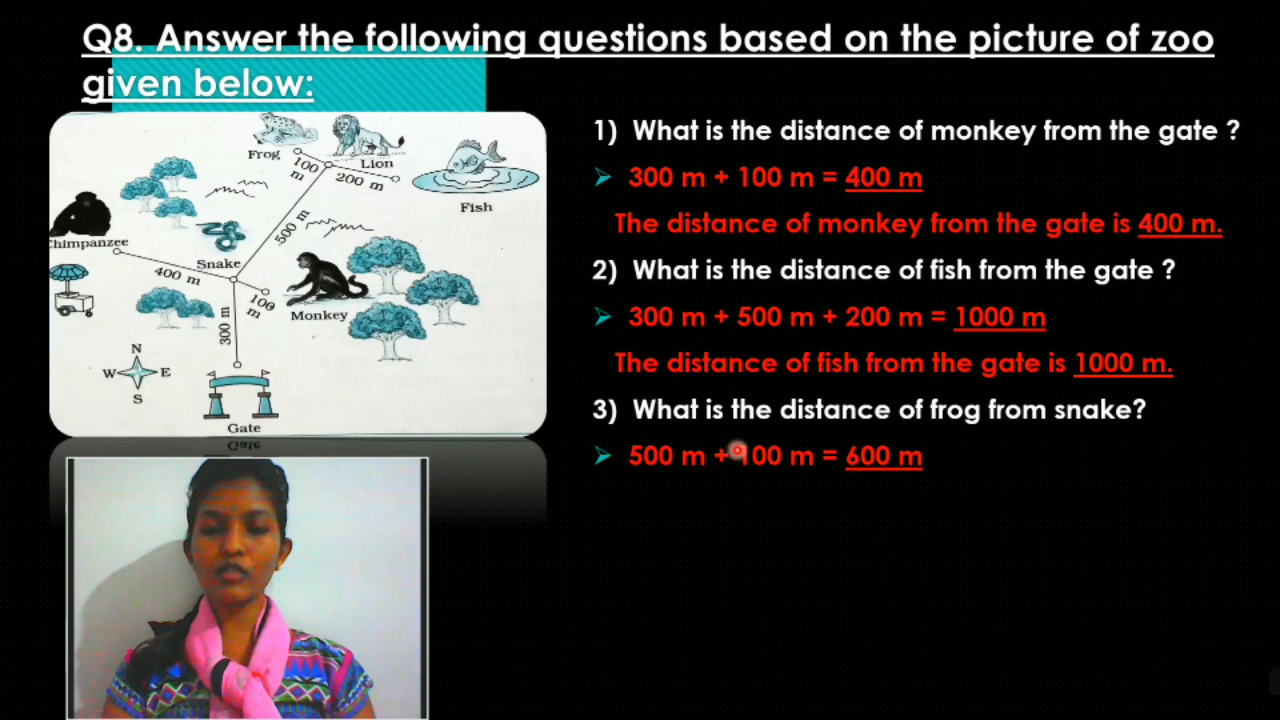 Q8. Answer the following questions based on the picture of zoo
given below:
Frog
Lion
100
m
200 m
Fish
500 m
Chimpanzee
Snake
400 m
100
m
Monkey
300 m
N
W E
S
Gate
1) What is the distance of monkey from the gate ?
➢ 300 m + 100 m = 400 m
The distance of monkey from the gate is 400 m.
2) What is the distance of fish from the gate ?
➢ 300 m + 500 m + 200 m = 1000 m
The distance of fish from the gate is 1000 m.
3) What is the distance of frog from snake?
➢ 500 m + 100 m = 600 m